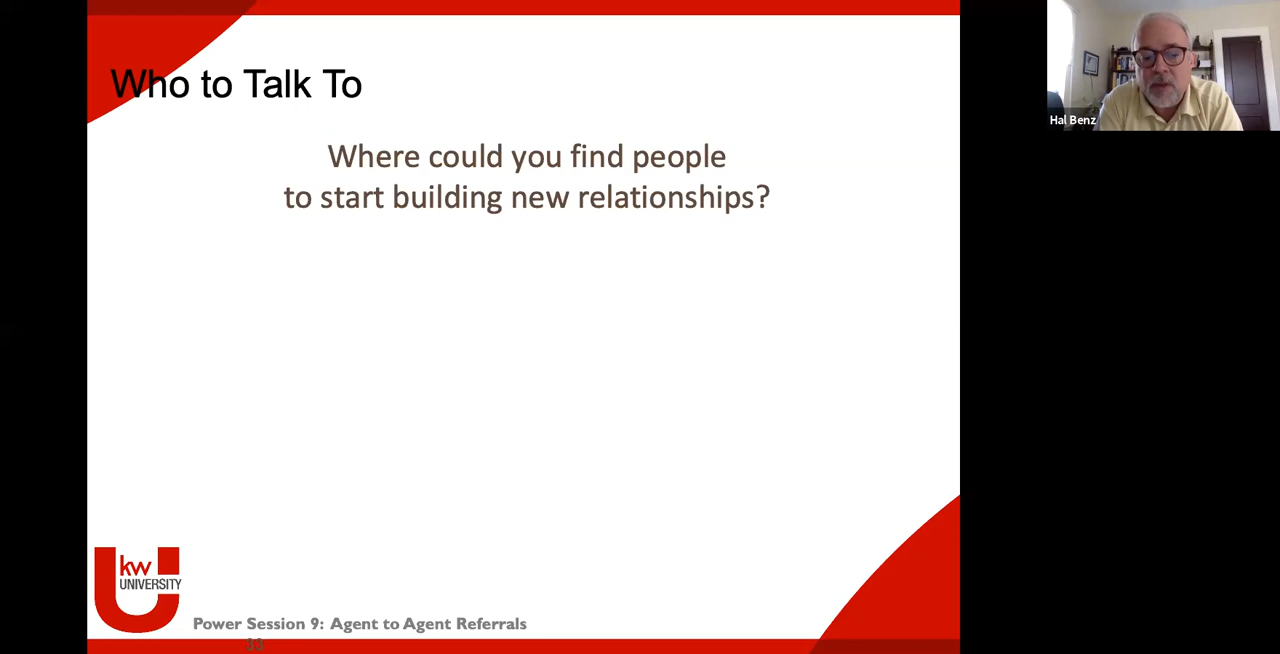 Who to Talk To
Where could you find people
to start building new relationships?
Hal Benz
kw
UNIVERSITY
Power Session 9: Agent to Agent Referrals
33